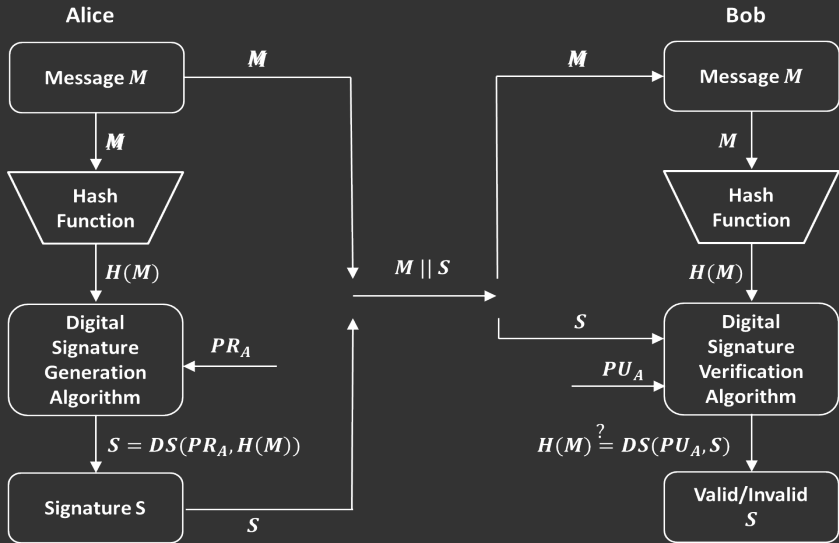 Alice
Bob
Message M
M
M
Message M
M
M
Hash
Function
Hash
Function
H(M)
M || S
H(M)
Digital
Signature
Generation
Algorithm
PR_A
S
PU_A
Digital
Signature
Verification
Algorithm
S = DS(PR_A, H(M))
H(M) ?= DS(PU_A, S)
Signature S
S
Valid/Invalid
S